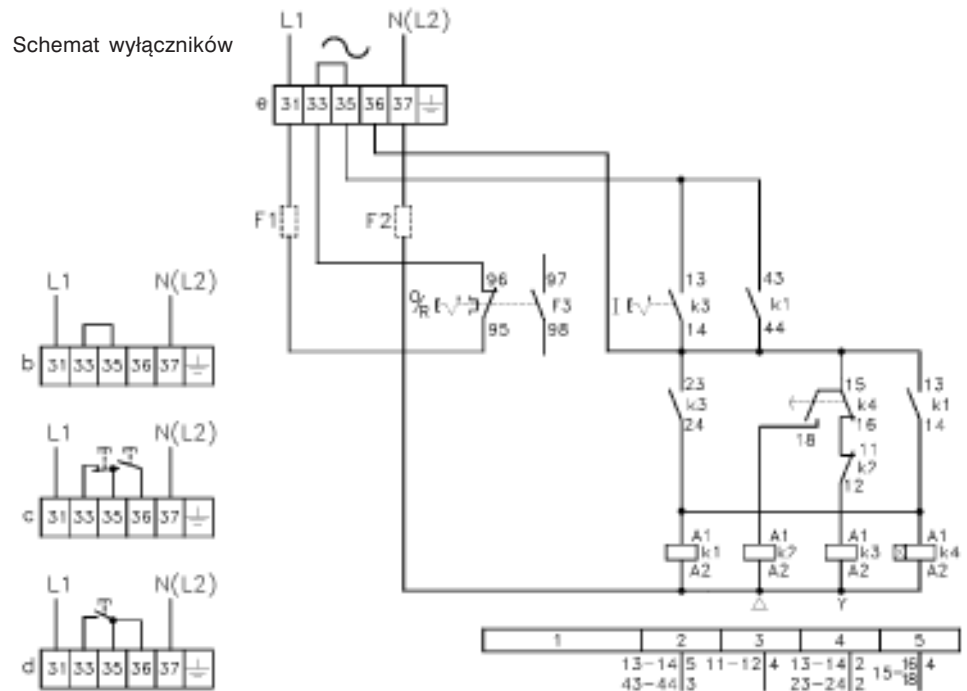 Schemat wyłączników
L1 N(L2)
e 31 33 35 36 37
F1 F2
96 97
O/R F3
95 98
13 43
I k3 k1
14 44
23 15 13
k3 k4 k1
24 16 14
18 11
k2
12
A1 A1 A1 A1
k1 k2 k3 k4
A2 A2 A2 A2
Y
L1 N(L2)
b 31 33 35 36 37
L1 N(L2)
c 31 33 35 36 37
L1 N(L2)
d 31 33 35 36 37
1 2 3 4 5
13-14 5 11-12 4 13-14 2 15-16 4
43-44 3 23-24 2 18